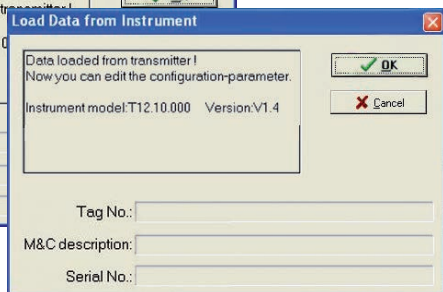 Load Data from Instrument
Data loaded from transmitter !
Now you can edit the configuration-parameter.
Instrument model:T12.10.000 Version:V1.4
OK
Cancel
Tag No.:
M&C description:
Serial No.: